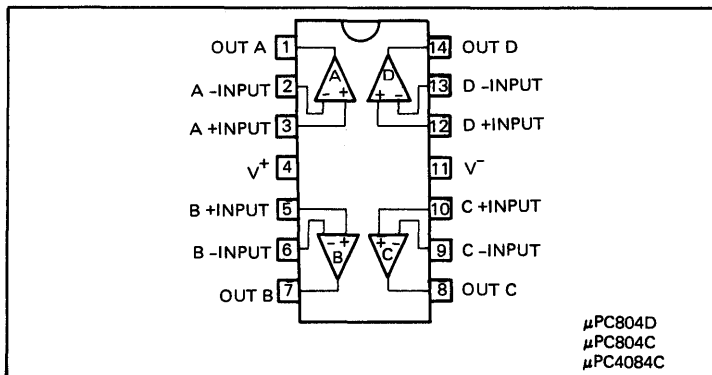 OUT A 1 14 OUT D
A -INPUT 2 A D 13 D -INPUT
- + + -
A +INPUT 3 12 D +INPUT
V+ 4 11 V-
B +INPUT 5 10 C +INPUT
- + + -
B -INPUT 6 B C 9 C -INPUT
OUT B 7 8 OUT C
μPC804D
μPC804C
μPC4084C